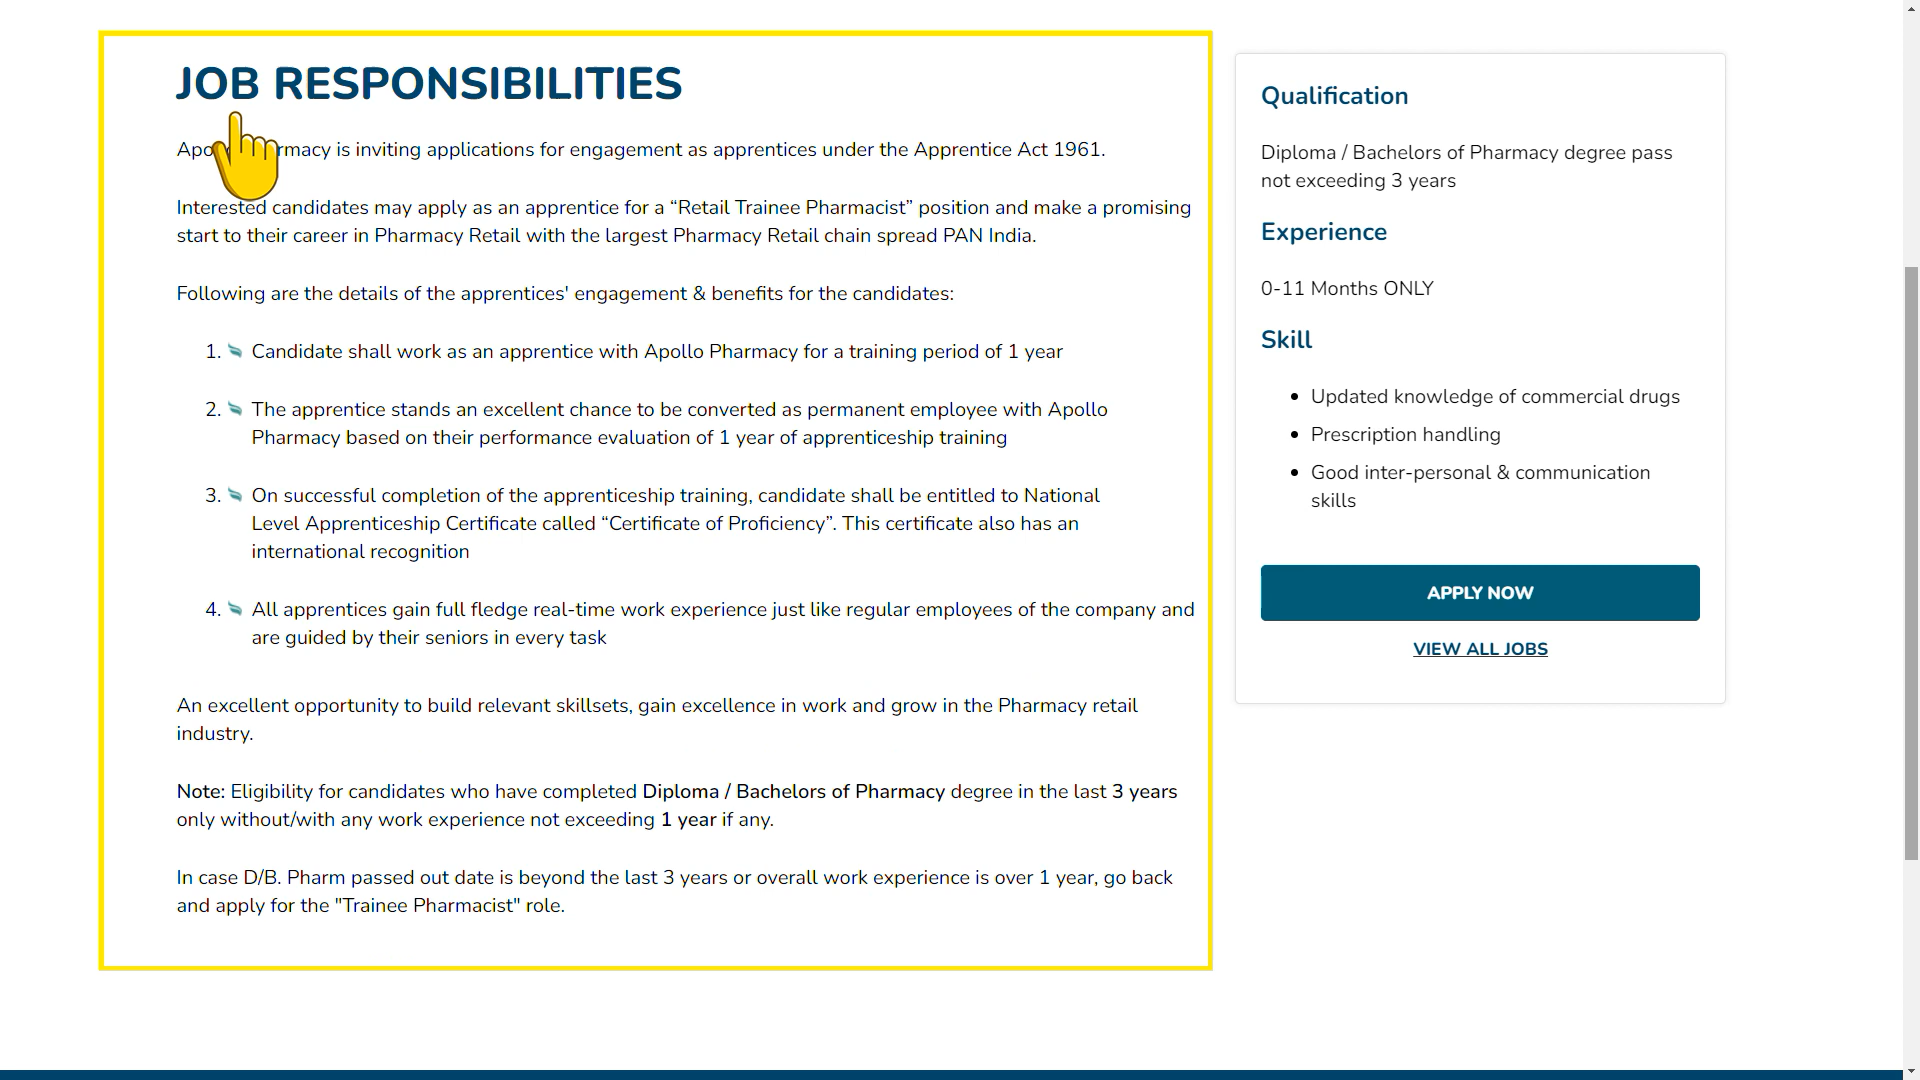 JOB RESPONSIBILITIES
Apo rmacy is inviting applications for engagement as apprentices under the Apprentice Act 1961.
Interested candidates may apply as an apprentice for a “Retail Trainee Pharmacist” position and make a promising
start to their career in Pharmacy Retail with the largest Pharmacy Retail chain spread PAN India.
Following are the details of the apprentices' engagement & benefits for the candidates:
1. Candidate shall work as an apprentice with Apollo Pharmacy for a training period of 1 year
2. The apprentice stands an excellent chance to be converted as permanent employee with Apollo
Pharmacy based on their performance evaluation of 1 year of apprenticeship training
3. On successful completion of the apprenticeship training, candidate shall be entitled to National
Level Apprenticeship Certificate called “Certificate of Proficiency”. This certificate also has an
international recognition
4. All apprentices gain full fledge real-time work experience just like regular employees of the company and
are guided by their seniors in every task
An excellent opportunity to build relevant skillsets, gain excellence in work and grow in the Pharmacy retail
industry.
Note: Eligibility for candidates who have completed Diploma / Bachelors of Pharmacy degree in the last 3 years
only without/with any work experience not exceeding 1 year if any.
In case D/B. Pharm passed out date is beyond the last 3 years or overall work experience is over 1 year, go back
and apply for the "Trainee Pharmacist" role.
Qualification
Diploma / Bachelors of Pharmacy degree pass
not exceeding 3 years
Experience
0-11 Months ONLY
Skill
Updated knowledge of commercial drugs
Prescription handling
Good inter-personal & communication
skills
APPLY NOW
VIEW ALL JOBS